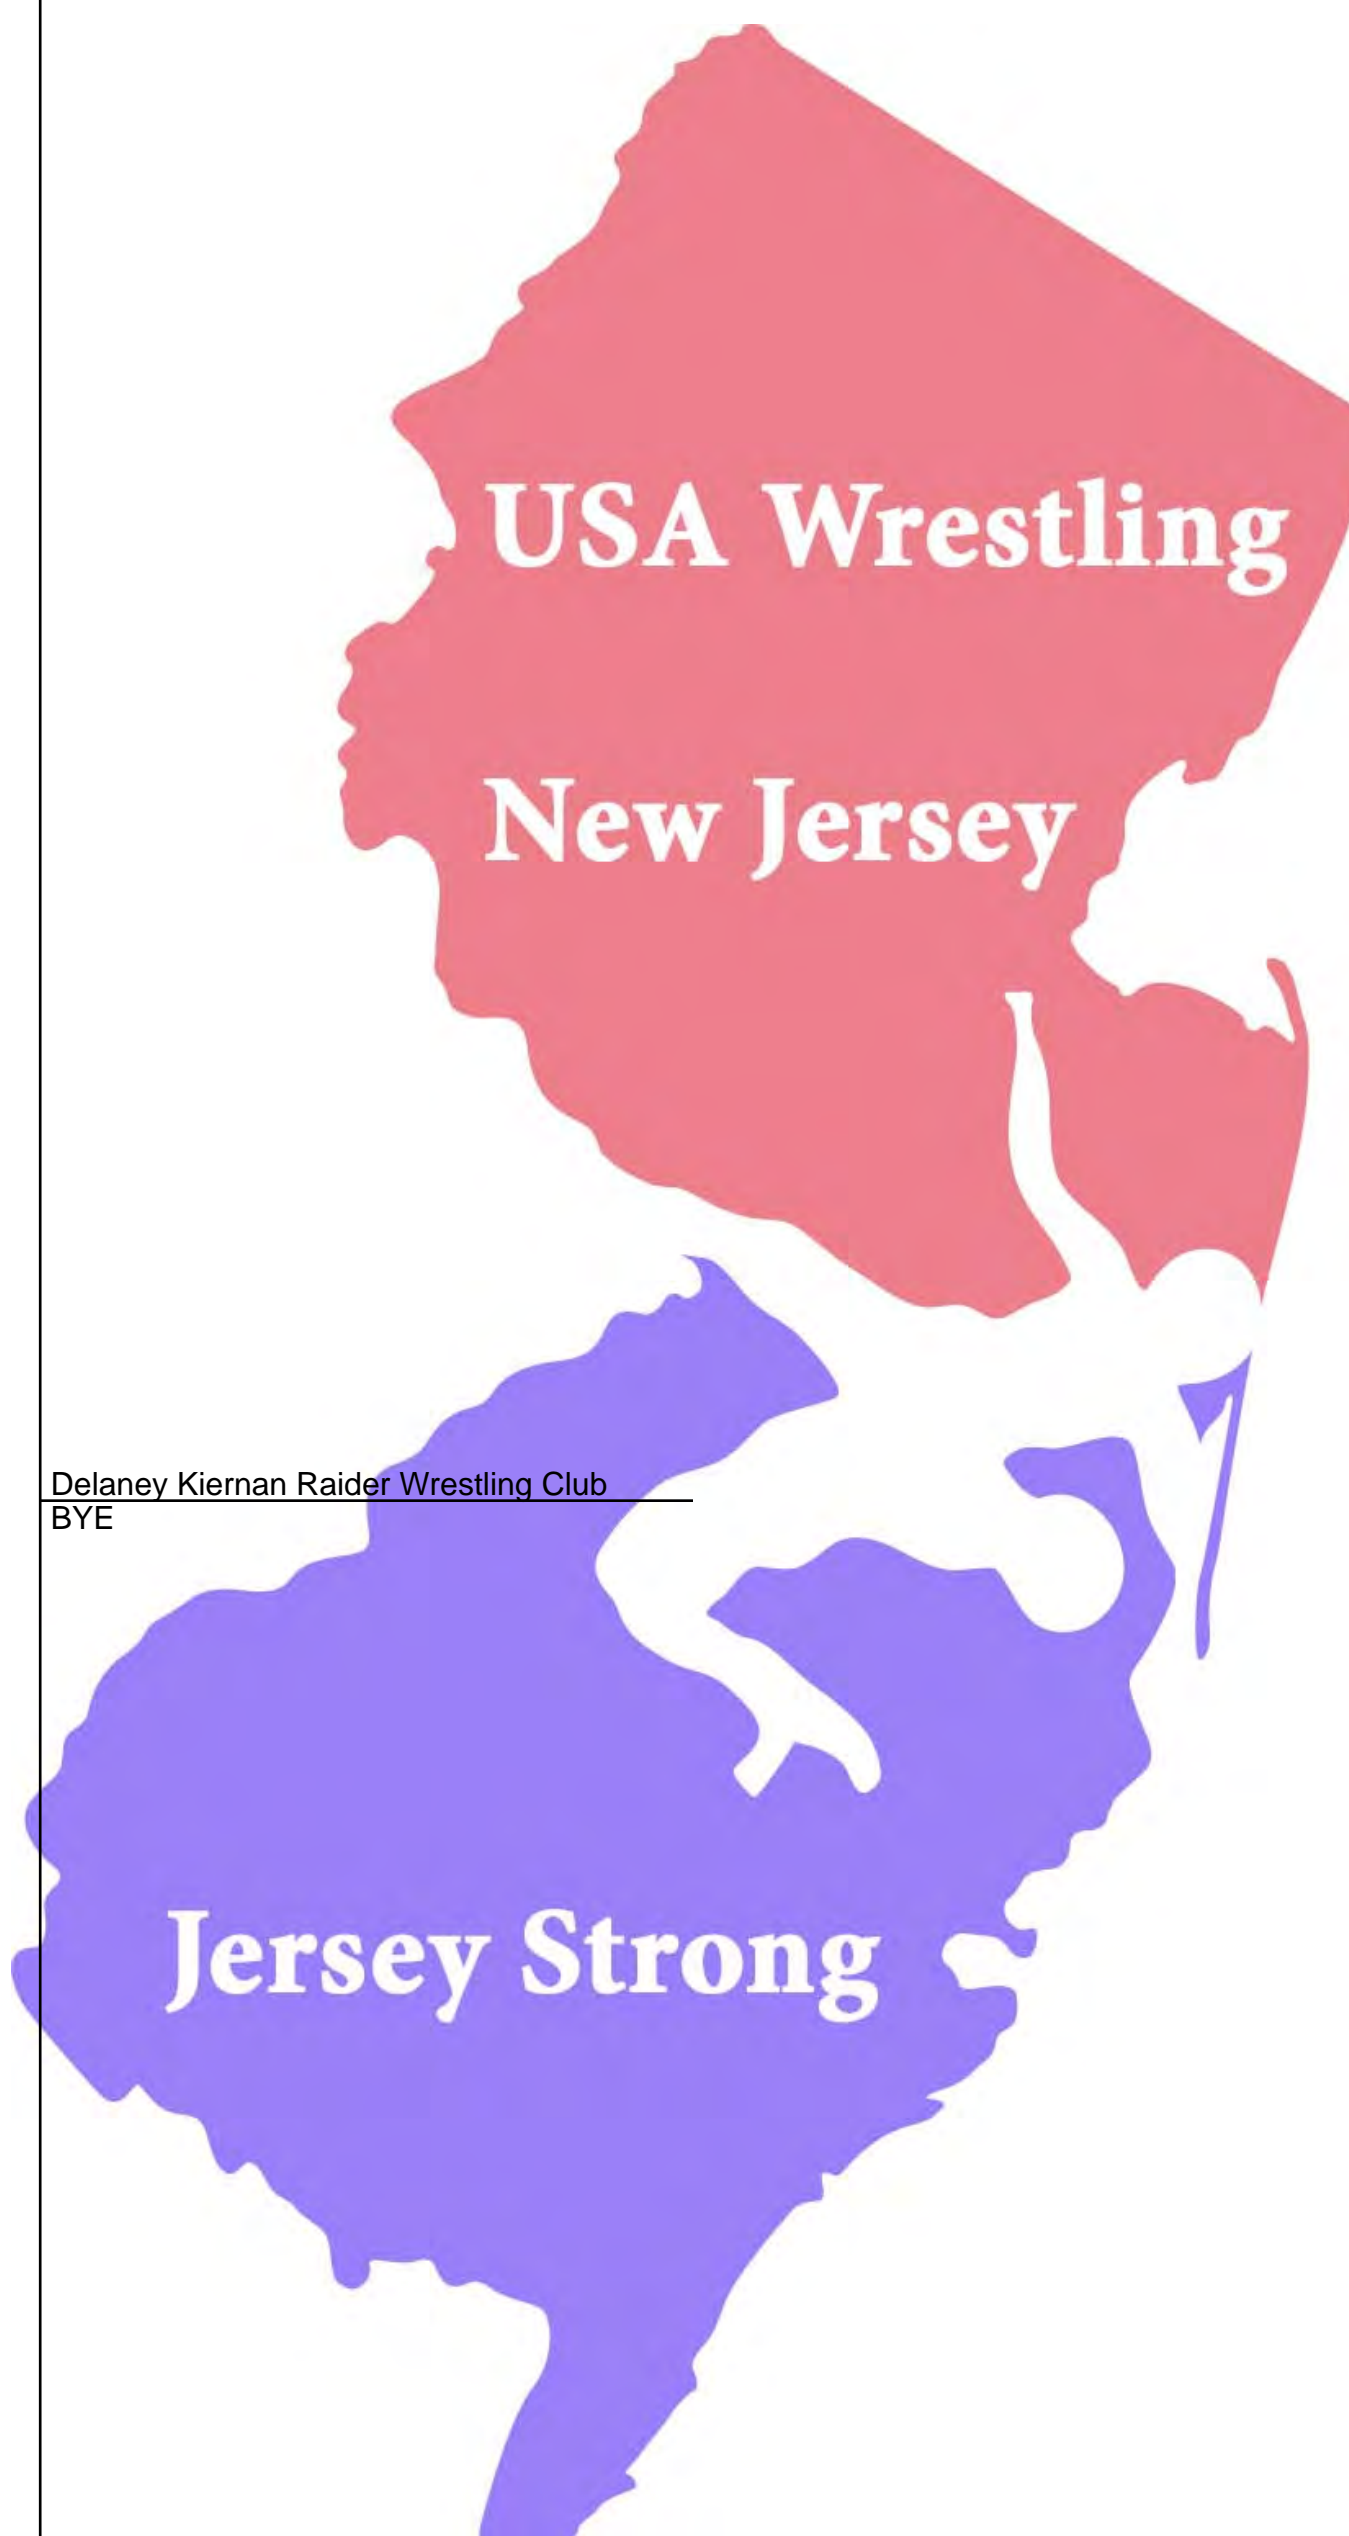 USA Wrestling
New Jersey
Delaney Kiernan Raider Wrestling Club
BYE
Jersey Strong